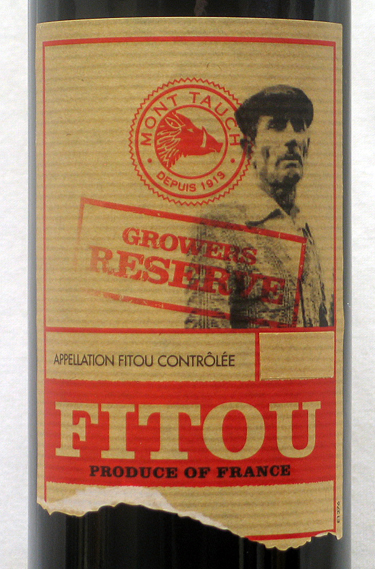 MONT TAUCH
DEPUIS 1913
GROWERS
RESERVE
APPELLATION FITOU CONTRÔLÉE
FITOU
PRODUCE OF FRANCE